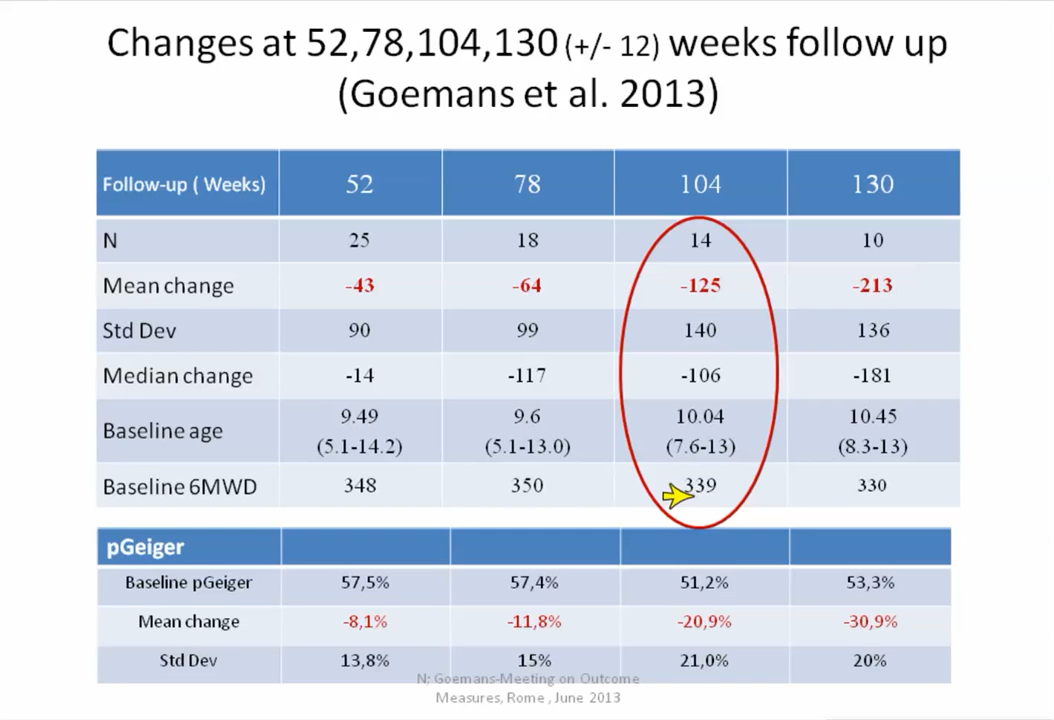 Changes at 52,78,104,130 (+/- 12) weeks follow up
(Goemans et al. 2013)
Follow-up ( Weeks) 52 78 104 130
N 25 18 14 10
Mean change -43 -64 -125 -213
Std Dev 90 99 140 136
Median change -14 -117 -106 -181
Baseline age 9.49 (5.1-14.2) 9.6 (5.1-13.0) 10.04 (7.6-13) 10.45 (8.3-13)
Baseline 6MWD 348 350 339 330
pGeiger
Baseline pGeiger 57,5% 57,4% 51,2% 53,3%
Mean change -8,1% -11,8% -20,9% -30,9%
Std Dev 13,8% 15% 21,0% 20%
N; Goemans-Meeting on Outcome
Measures, Rome , June 2013